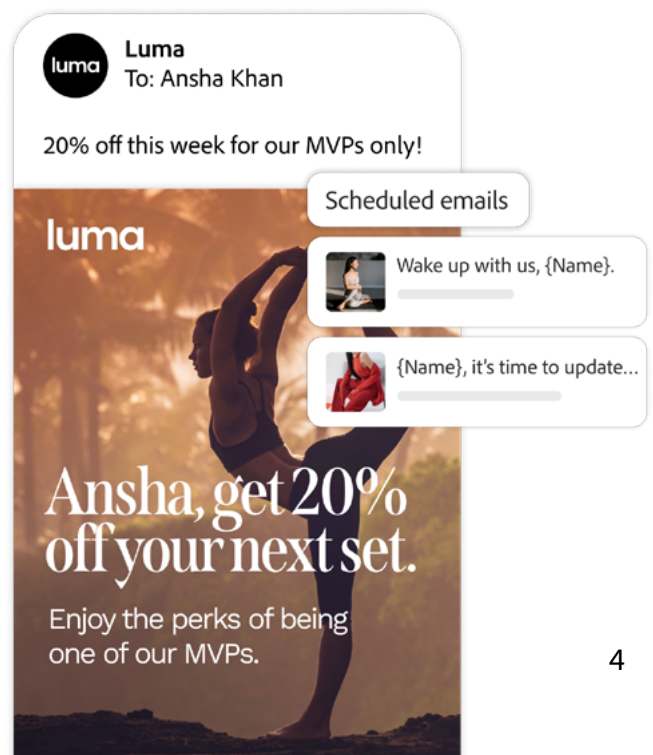 luma
Luma
To: Ansha Khan
20% off this week for our MVPs only!
Scheduled emails
luma
Wake up with us, {Name}.
{Name}, it's time to update...
Ansha, get 20%
off your next set.
Enjoy the perks of being
one of our MVPs.
4